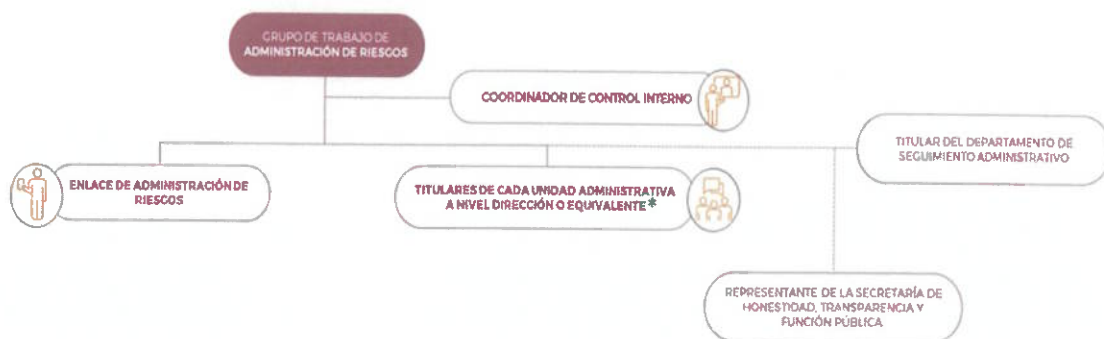 GRUPO DE TRABAJO DE
ADMINISTRACIÓN DE RIESGOS
COORDINADOR DE CONTROL INTERNO
TITULAR DEL DEPARTAMENTO DE
SEGUIMIENTO ADMINISTRATIVO
ENLACE DE ADMINISTRACIÓN DE
RIESGOS
TITULARES DE CADA UNIDAD ADMINISTRATIVA
A NIVEL DIRECCIÓN O EQUIVALENTE*
REPRESENTANTE DE LA SECRETARÍA DE
HONESTIDAD, TRANSPARENCIA Y
FUNCIÓN PÚBLICA